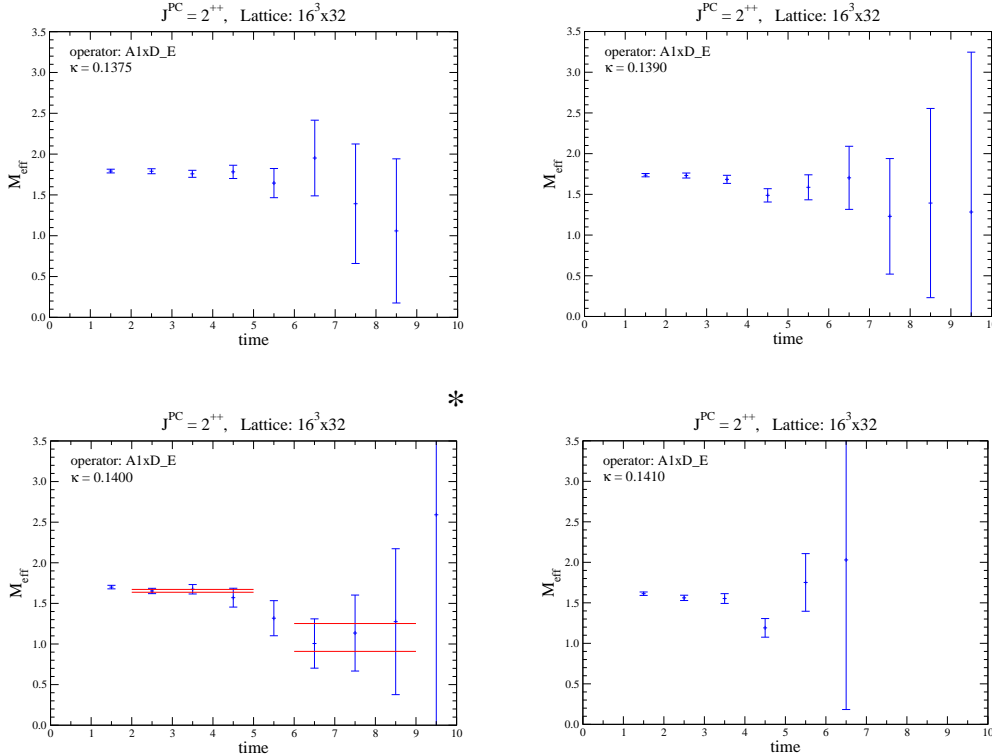 J^PC = 2^++, Lattice: 16^3x32
operator: A1xD_E
κ = 0.1375
M_eff
3.5
3.0
2.5
2.0
1.5
1.0
0.5
0.0
0 1 2 3 4 5 6 7 8 9 10
time
J^PC = 2^++, Lattice: 16^3x32
operator: A1xD_E
κ = 0.1390
M_eff
3.5
3.0
2.5
2.0
1.5
1.0
0.5
0.0
0 1 2 3 4 5 6 7 8 9 10
time
*
J^PC = 2^++, Lattice: 16^3x32
operator: A1xD_E
κ = 0.1400
M_eff
3.5
3.0
2.5
2.0
1.5
1.0
0.5
0.0
0 1 2 3 4 5 6 7 8 9 10
time
J^PC = 2^++, Lattice: 16^3x32
operator: A1xD_E
κ = 0.1410
M_eff
3.5
3.0
2.5
2.0
1.5
1.0
0.5
0.0
0 1 2 3 4 5 6 7 8 9 10
time